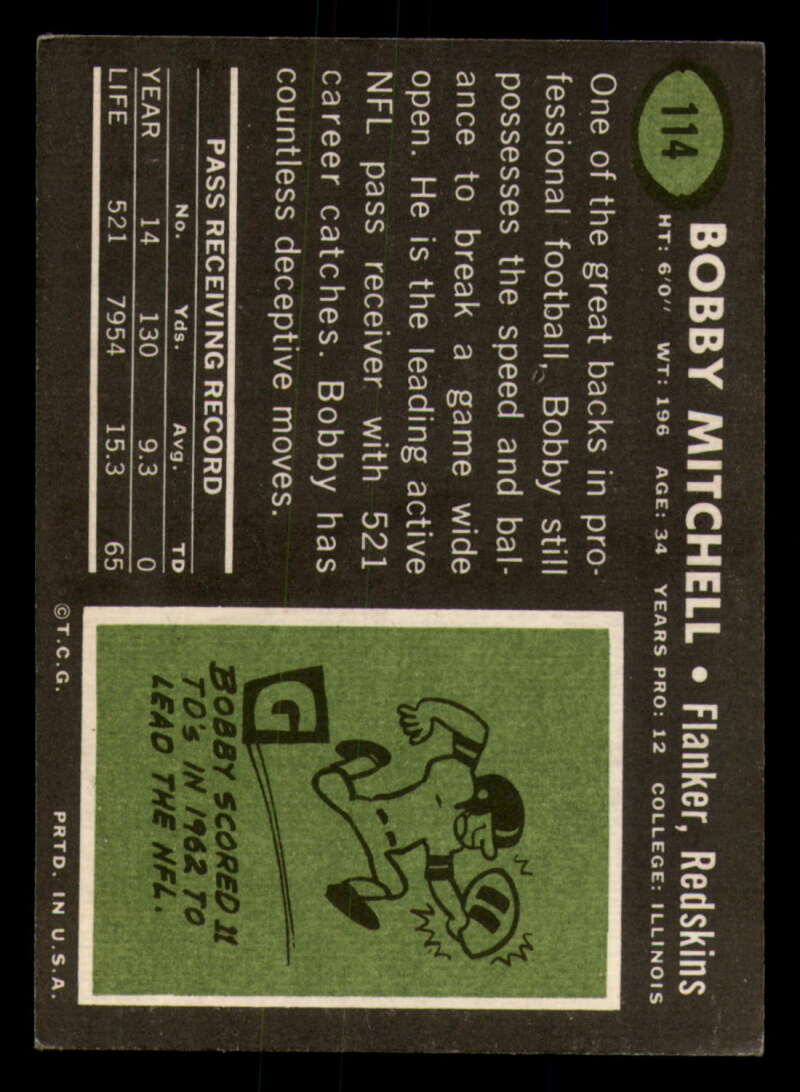 114
BOBBY MITCHELL • Flanker, Redskins
HT: 6'0" WT: 196 AGE: 34 YEARS PRO: 12 COLLEGE: ILLINOIS
One of the great backs in pro-
fessional football, Bobby still
possesses the speed and bal-
ance to break a game wide
open. He is the leading active
NFL pass receiver with 521
career catches. Bobby has
countless deceptive moves.
PASS RECEIVING RECORD
No. Yds. Avg. TD
YEAR 14 130 9.3 0
LIFE 521 7954 15.3 65
G
BOBBY SCORED 11
TD'S IN 1962 TO
LEAD THE NFL.
©T.C.G. PRTD. IN U.S.A.